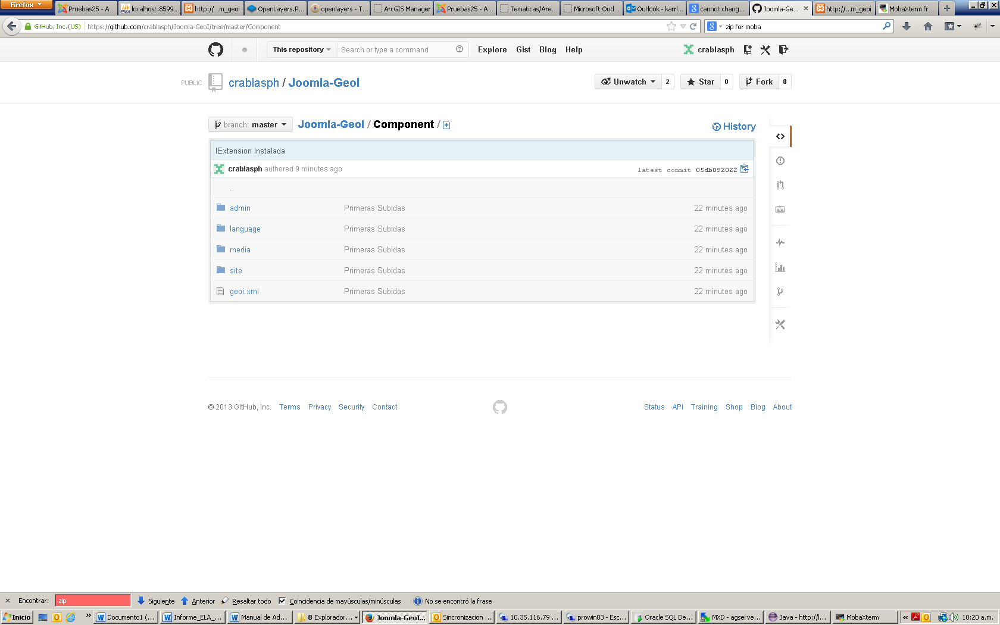 Firefox
Pruebas25 - A... localhost:8599... http://...m_geoi OpenLayers.P... openlayers - T... ArcGIS Manager Pruebas25 - A... Tematicas/Are... Microsoft Outl... Outlook - karrl... cannot chang... Joomla-Ge... http://...m_geoi MobaXterm fr...
GitHub, Inc. (US) https://github.com/crablasph/Joomla-GeoI/tree/master/Component zip for moba
This repository Search or type a command Explore Gist Blog Help crablasph
PUBLIC crablasph / Joomla-GeoI Unwatch 2 Star 0 Fork 0
branch: master Joomla-GeoI / Component / History
IExtension Instalada
crablasph authored 9 minutes ago latest commit 05db092022
..
admin Primeras Subidas 22 minutes ago
language Primeras Subidas 22 minutes ago
media Primeras Subidas 22 minutes ago
site Primeras Subidas 22 minutes ago
geoi.xml Primeras Subidas 22 minutes ago
© 2013 GitHub, Inc. Terms Privacy Security Contact Status API Training Shop Blog About
Encontrar: zip Siguiente Anterior Resaltar todo Coincidencia de mayúsculas/minúsculas No se encontró la frase
Inicio » Documento1 (... Informe_ELA_... Manual de Ad... 8 Explorador... Joomla-GeoI... Sincronizacion ... 10.35.116.79 ... prowin03 - Esc... Oracle SQL De... MXD - agserve... Java - http://l... MobaXterm « 10:20 a.m.